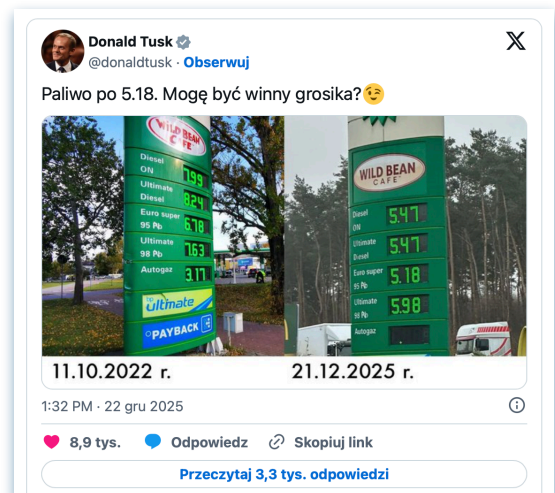 Donald Tusk
@donaldtusk · Obserwuj
Paliwo po 5.18. Mogę być winny grosika?😉
WILD BEAN
CAFE
Diesel
ON
7.99
Ultimate
Diesel
8.24
Euro super
95 Pb
6.78
Ultimate
98 Pb
7.63
Autogaz
3.17
bp
ultimate
PAYBACK
WILD BEAN
CAFE
Diesel
ON
5.47
Ultimate
Diesel
5.47
Euro super
95 Pb
5.18
Ultimate
98 Pb
5.98
Autogaz
11.10.2022 r.
21.12.2025 r.
1:32 PM · 22 gru 2025
8,9 tys.
Odpowiedz
Skopiuj link
Przeczytaj 3,3 tys. odpowiedzi